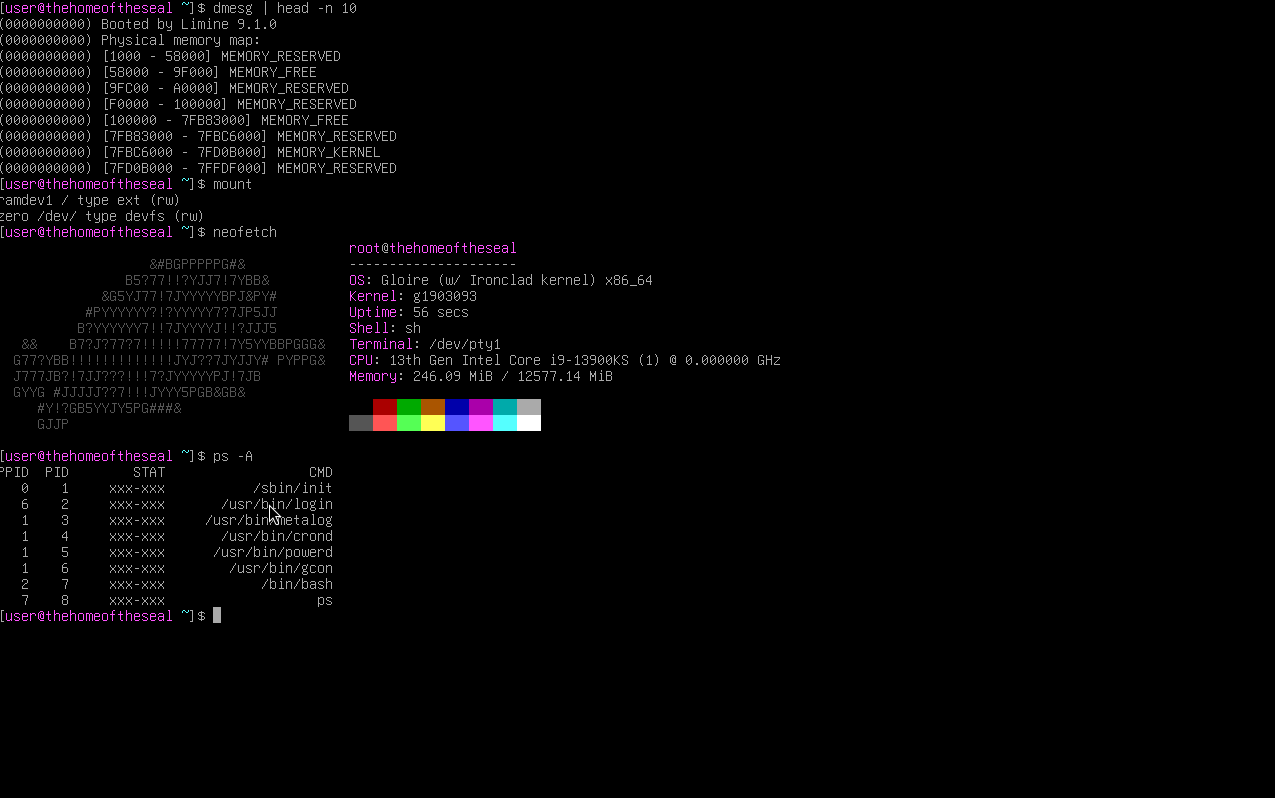 [user@thehomeoftheseal ~]$ dmesg | head -n 10
(0000000000) Booted by Limine 9.1.0
(0000000000) Physical memory map:
(0000000000) [1000 - 58000] MEMORY_RESERVED
(0000000000) [58000 - 9F000] MEMORY_FREE
(0000000000) [9FC00 - A0000] MEMORY_RESERVED
(0000000000) [F0000 - 100000] MEMORY_RESERVED
(0000000000) [100000 - 7FB83000] MEMORY_FREE
(0000000000) [7FB83000 - 7FBC6000] MEMORY_RESERVED
(0000000000) [7FBC6000 - 7FD0B000] MEMORY_KERNEL
(0000000000) [7FD0B000 - 7FFDF000] MEMORY_RESERVED
[user@thehomeoftheseal ~]$ mount
ramdev1 / type ext (rw)
zero /dev/ type devfs (rw)
[user@thehomeoftheseal ~]$ neofetch
root@thehomeoftheseal
---------------------
&#BGPPPPPG#&
B5?77!!?YJJ7!7YBB& OS: Gloire (w/ Ironclad kernel) x86_64
&G5YJ77!7JYYYYYBPJ&PY# Kernel: g1903093
#PYYYYYY?!?YYYYY7?7JP5JJ Uptime: 56 secs
B?YYYYYY7!!7JYYYYJ!!?JJJ5 Shell: sh
&& B7?J?77?7!!!!!77777!7Y5YYBBPGGG& Terminal: /dev/pty1
G77?YBB!!!!!!!!!!!!!JYJ??7JYJJY# PYPPG& CPU: 13th Gen Intel Core i9-13900KS (1) @ 0.000000 GHz
J777JB?!7JJ???!!!7?JYYYYYPJ!7JB Memory: 246.09 MiB / 12577.14 MiB
GYYG #JJJJJ??7!!!JYYY5PGB&GB&
#Y!?GB5YYJY5PG###&
GJJP
[user@thehomeoftheseal ~]$ ps -A
PPID PID STAT CMD
0 1 xxx-xxx /sbin/init
6 2 xxx-xxx /usr/bin/login
1 3 xxx-xxx /usr/bin/metalog
1 4 xxx-xxx /usr/bin/crond
1 5 xxx-xxx /usr/bin/powerd
1 6 xxx-xxx /usr/bin/gcon
2 7 xxx-xxx /bin/bash
7 8 xxx-xxx ps
[user@thehomeoftheseal ~]$